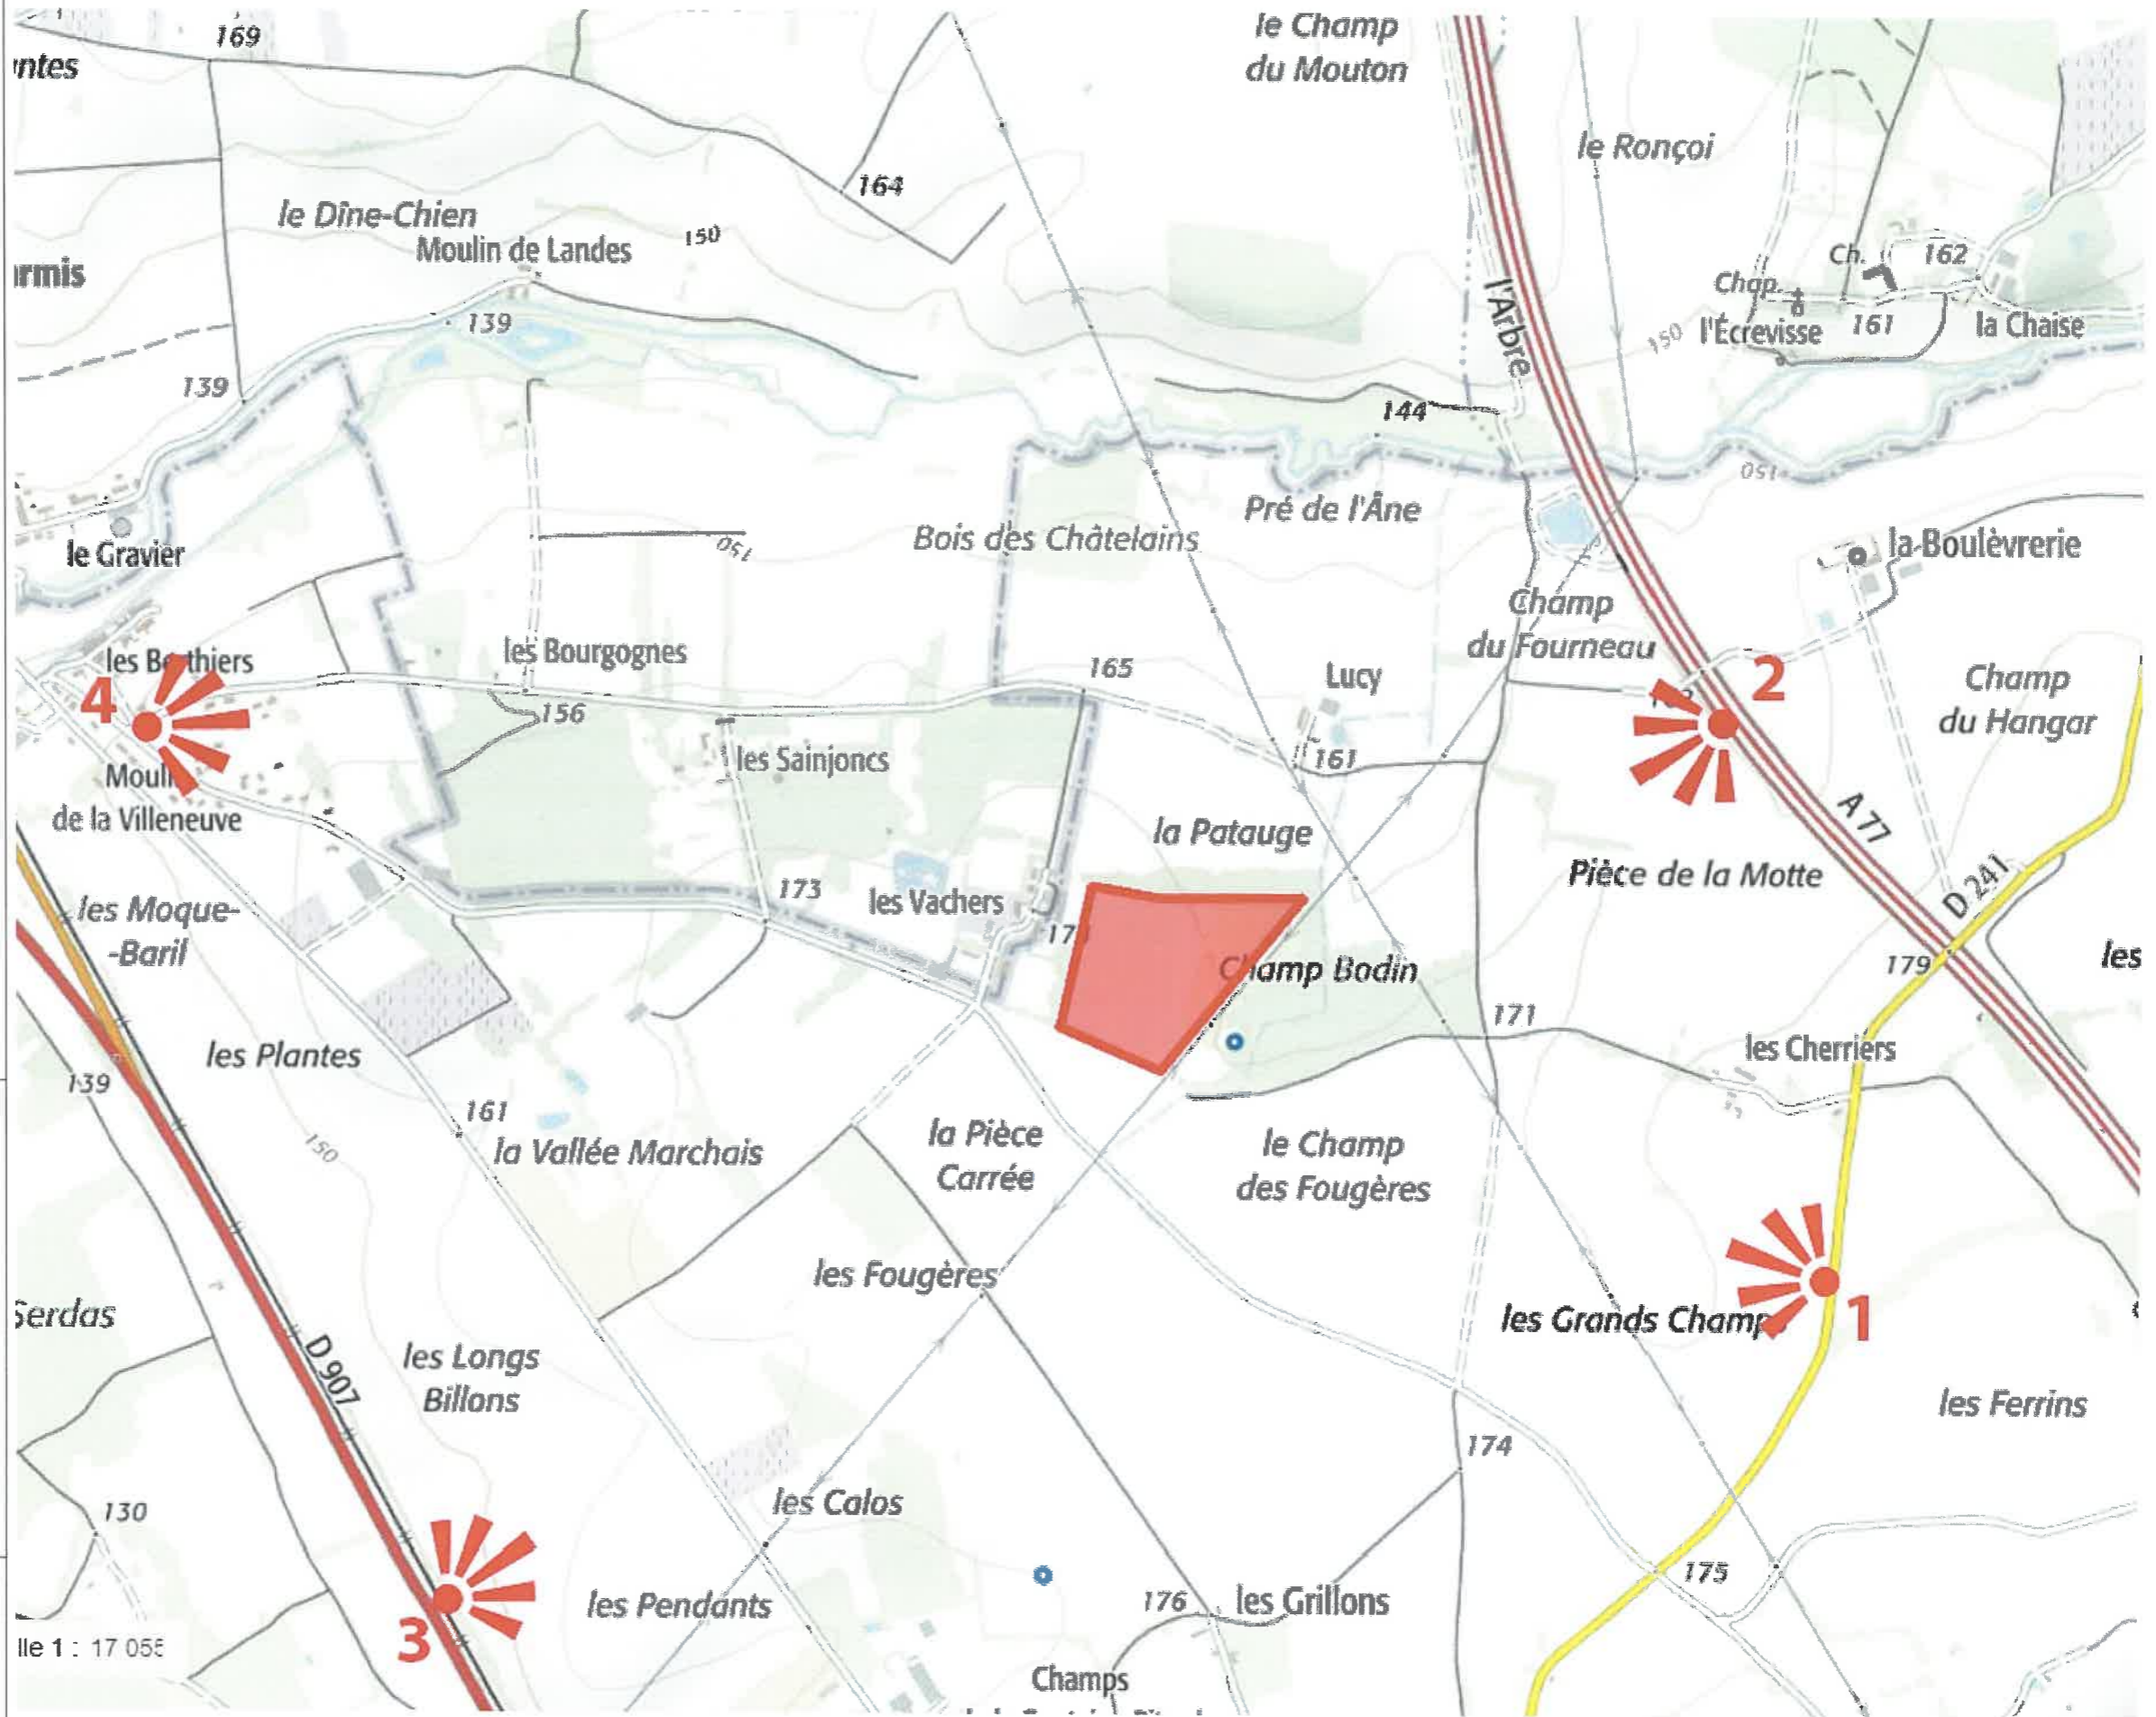 169
le Champ
du Mouton
le Ronçoi
164
le Dîne-Chien
Moulin de Landes
150
Ch.
162
Chap.
l'Écrevisse
161
la Chaise
l'Arbre
150
139
139
144
150
Pré de l'Âne
Bois des Châtelains
150
le Gravier
la Boulèvrerie
Champ
du Fourneau
les Berthiers
les Bourgognes
165
Lucy
2
Champ
du Hangar
4
156
les Sainjoncs
161
de la Villeneuve
la Patauge
A 77
Pièce de la Motte
D 241
173
les Vachers
les Moque-
-Baril
179
les
Champ Bodin
171
les Cherriers
les Plantes
139
161
150
la Vallée Marchais
la Pièce
Carrée
le Champ
des Fougères
les Fougères
les Grands Champs
1
D 907
les Longs
Billons
les Ferrins
174
130
les Calos
175
les Pendants
176
les Grillons
3
lle 1 : 17 055
Champs